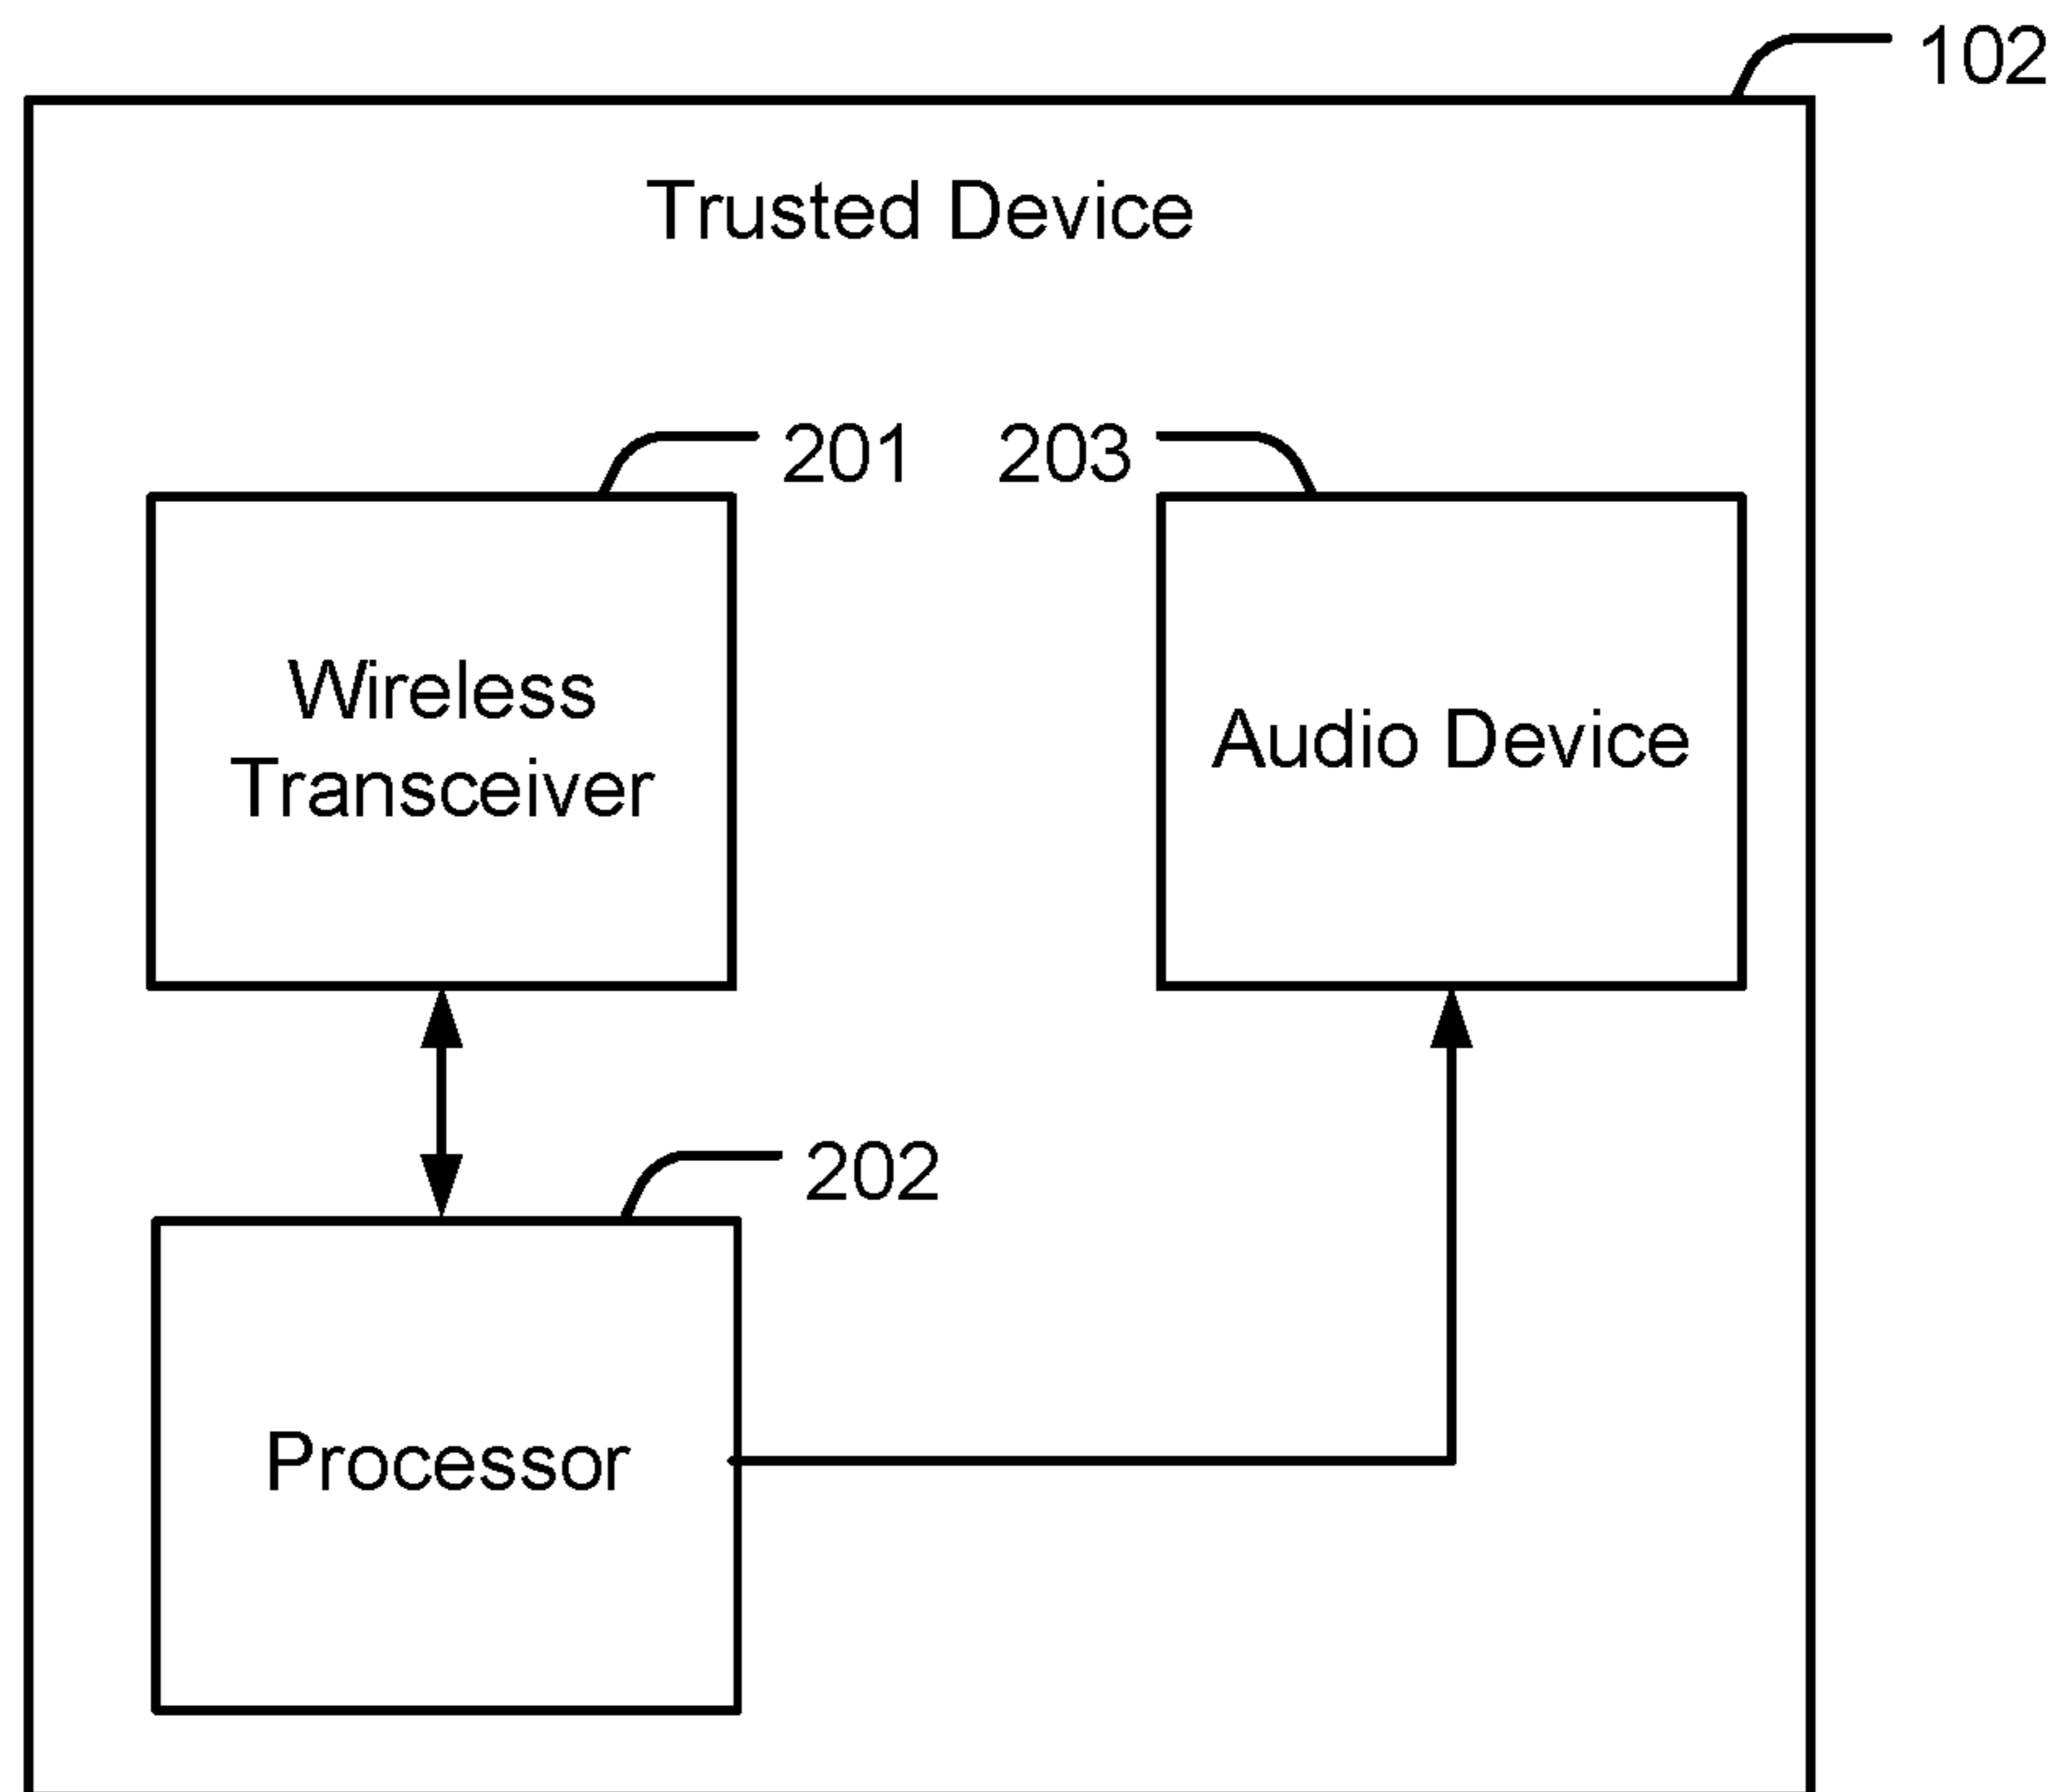 102
Trusted Device
201
203
Wireless
Transceiver
Audio Device
202
Processor